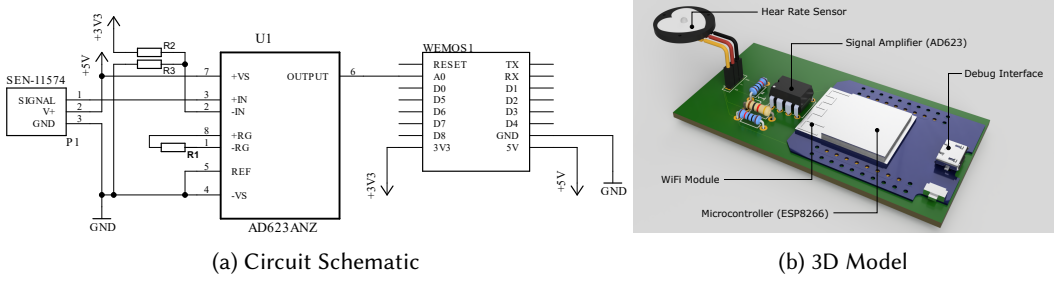 +3V3
+5V
R2
R3
SEN-11574
SIGNAL 1
V+ 2
GND 3
P1
U1
7 +VS OUTPUT 6
3 +IN
2 -IN
8 +RG
R1
1 -RG
5 REF
4 -VS
AD623ANZ
GND
WEMOS1
RESET TX
A0 RX
D0 D1
D5 D2
D6 D3
D7 D4
D8 GND
3V3 5V
+3V3
+5V
GND
(a) Circuit Schematic
Hear Rate Sensor
Signal Amplifier (AD623)
Debug Interface
WiFi Module
Microcontroller (ESP8266)
(b) 3D Model